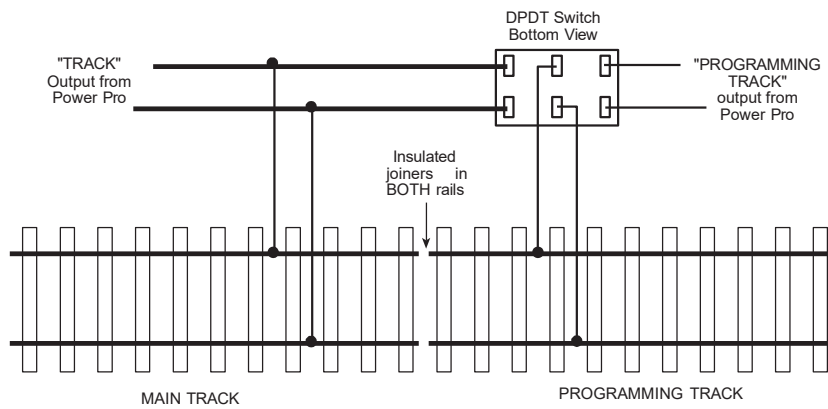 DPDT Switch
Bottom View
"TRACK"
Output from
Power Pro
"PROGRAMMING
TRACK"
output from
Power Pro
Insulated
joiners in
BOTH rails
MAIN TRACK
PROGRAMMING TRACK